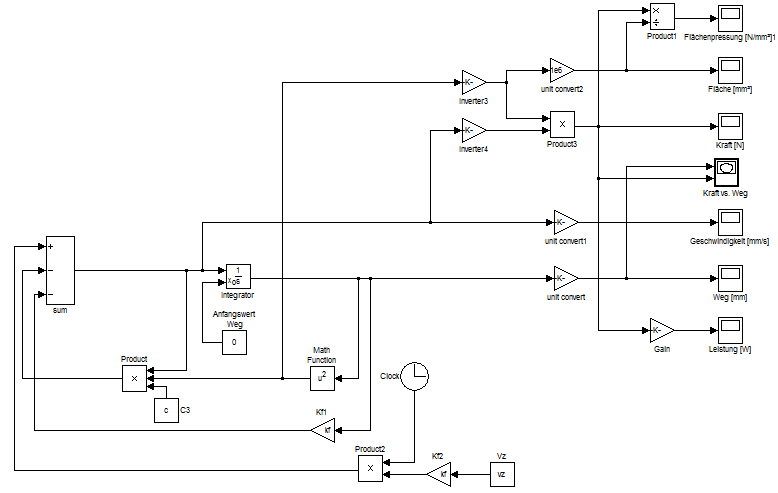 ×
÷
Product1
Flächenpressung [N/mm²]1
-K-
inverter3
1e6
unit convert2
Fläche [mm²]
-K-
inverter4
X
Product3
Kraft [N]
Kraft vs. Weg
-K-
unit convert1
Geschwindigkeit [mm/s]
+
−
−
sum
1
s
xo
Integrator
-K-
unit convert
Weg [mm]
Anfangswert
Weg
0
-K-
Gain
Leistung [W]
Product
X
Math
Function
u²
Clock
c
C3
Kf1
kf
Product2
X
Kf2
kf
Vz
vz